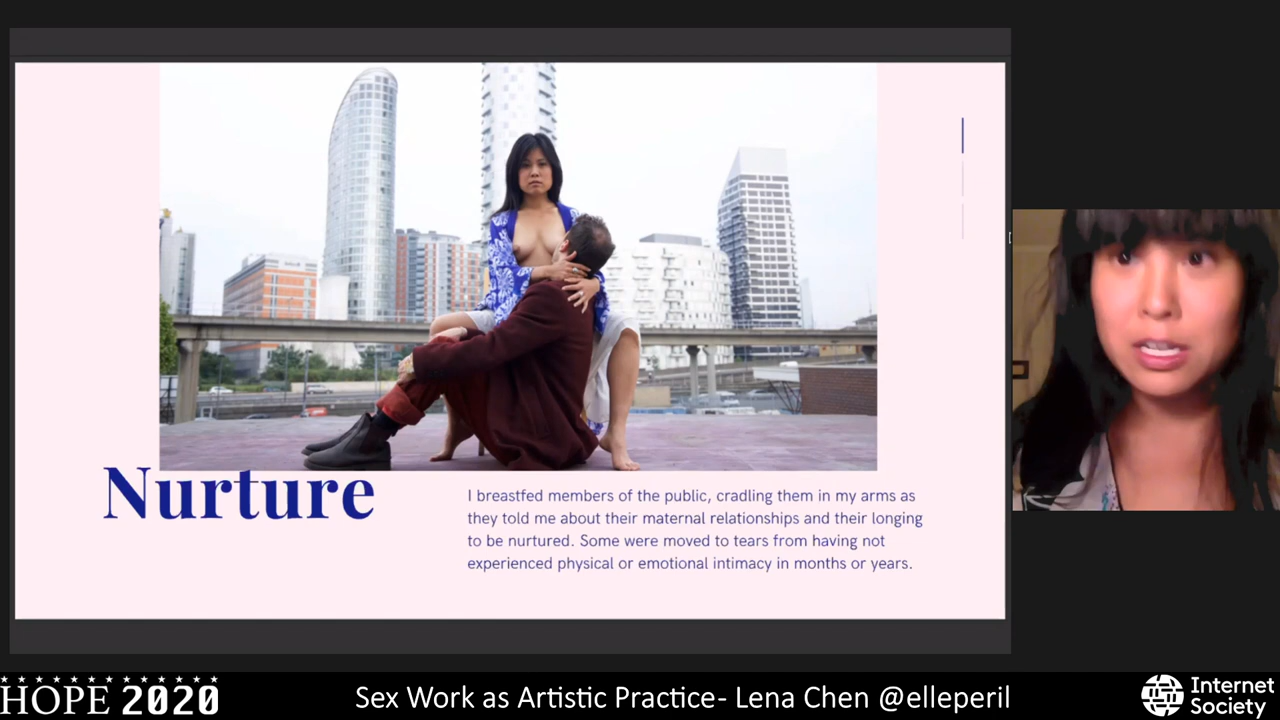 Nurture
I breastfed members of the public, cradling them in my arms as
they told me about their maternal relationships and their longing
to be nurtured. Some were moved to tears from having not
experienced physical or emotional intimacy in months or years.
HOPE 2020
Sex Work as Artistic Practice- Lena Chen @elleperil
Internet
Society